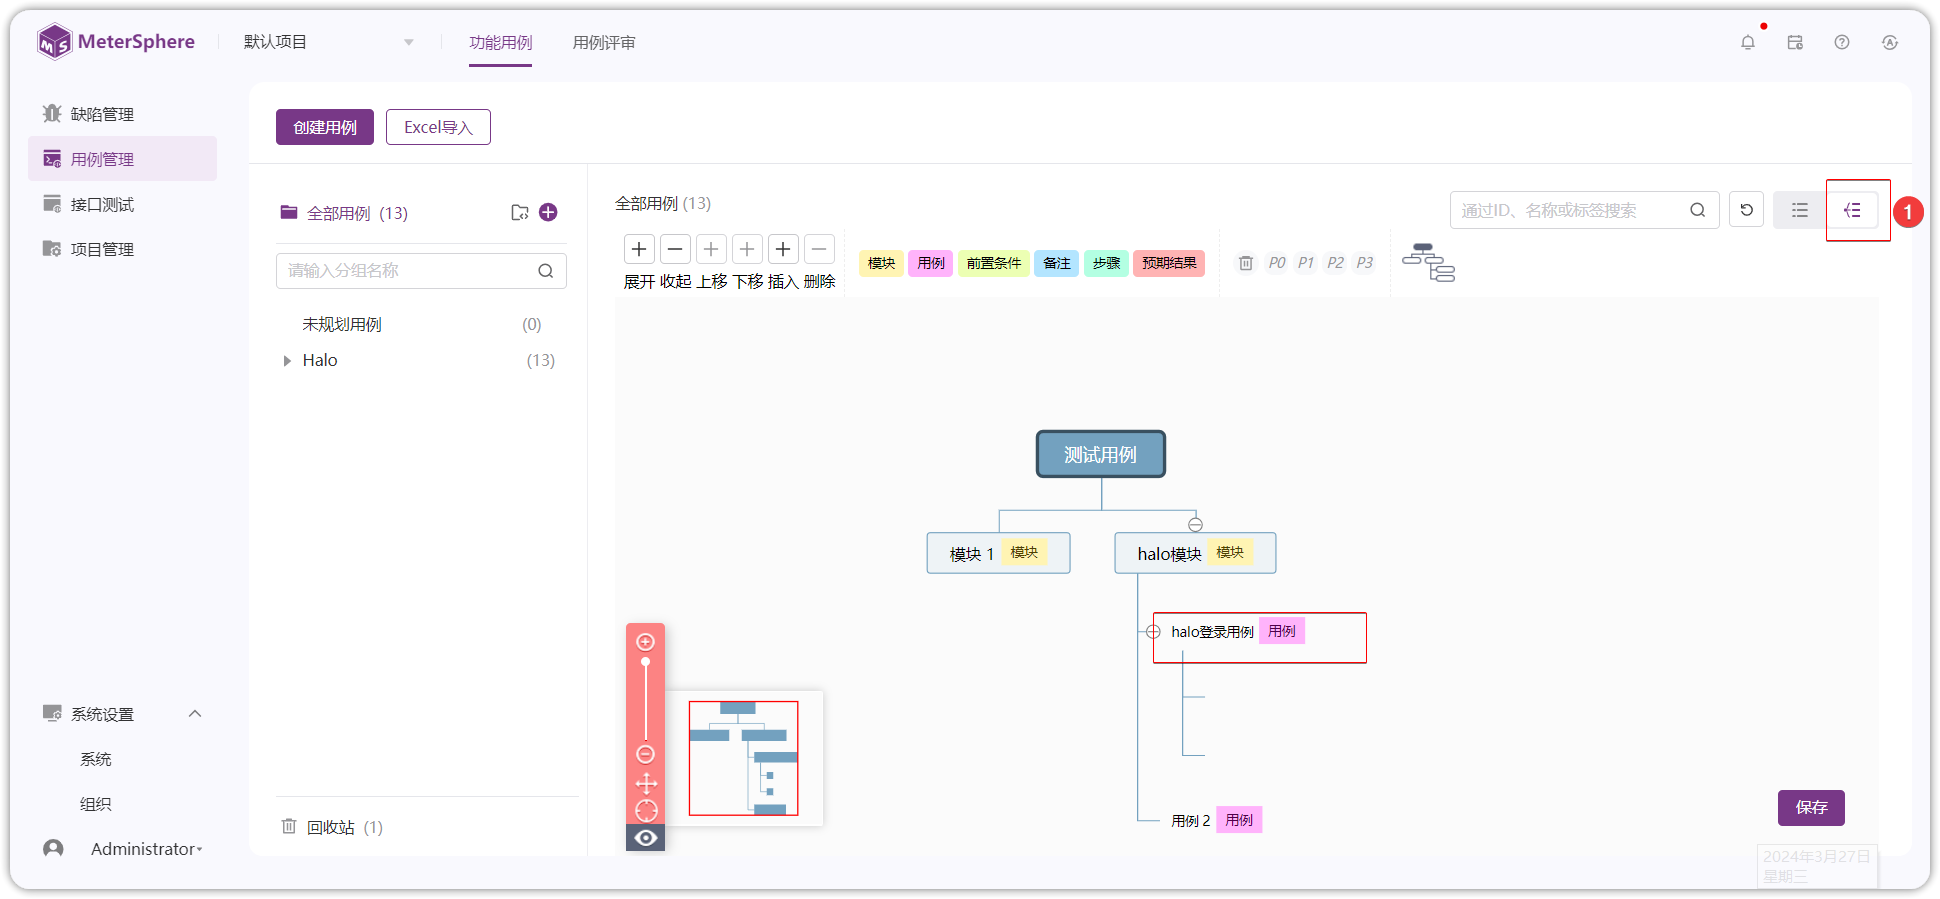 MeterSphere
默认项目
功能用例
用例评审
缺陷管理
用例管理
接口测试
项目管理
系统设置
系统
组织
Administrator
创建用例
Excel导入
全部用例 (13)
请输入分组名称
未规划用例 (0)
Halo (13)
回收站 (1)
全部用例 (13)
通过ID、名称或标签搜索
1
展开 收起 上移 下移 插入 删除
模块 用例 前置条件 备注 步骤 预期结果
P0 P1 P2 P3
测试用例
模块 1 模块
halo模块 模块
halo登录用例 用例
用例 2 用例
保存
2024年3月27日
星期三